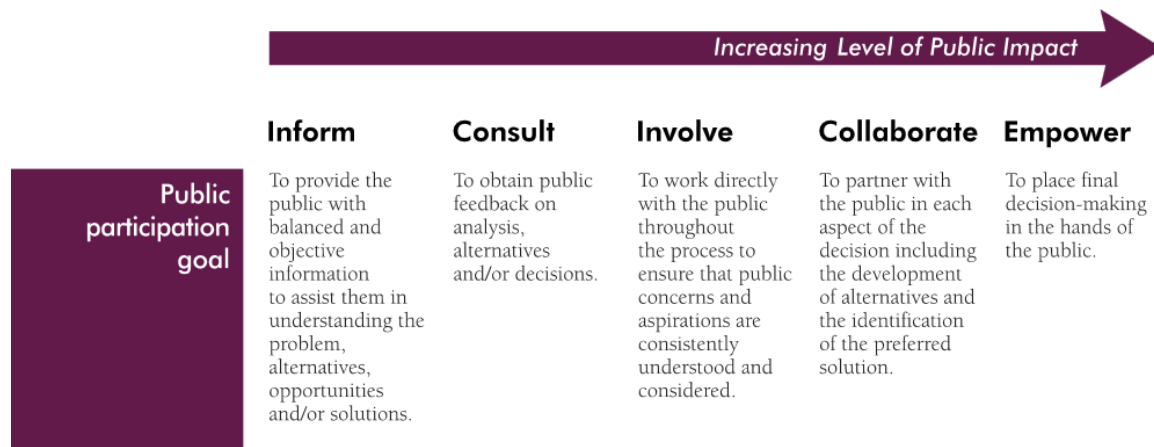 Increasing Level of Public Impact
Inform
Consult
Involve
Collaborate
Empower
Public
participation
goal
To provide the
public with
balanced and
objective
information
to assist them in
understanding the
problem,
alternatives,
opportunities
and/or solutions.
To obtain public
feedback on
analysis,
alternatives
and/or decisions.
To work directly
with the public
throughout
the process to
ensure that public
concerns and
aspirations are
consistently
understood and
considered.
To partner with
the public in each
aspect of the
decision including
the development
of alternatives and
the identification
of the preferred
solution.
To place final
decision-making
in the hands of
the public.